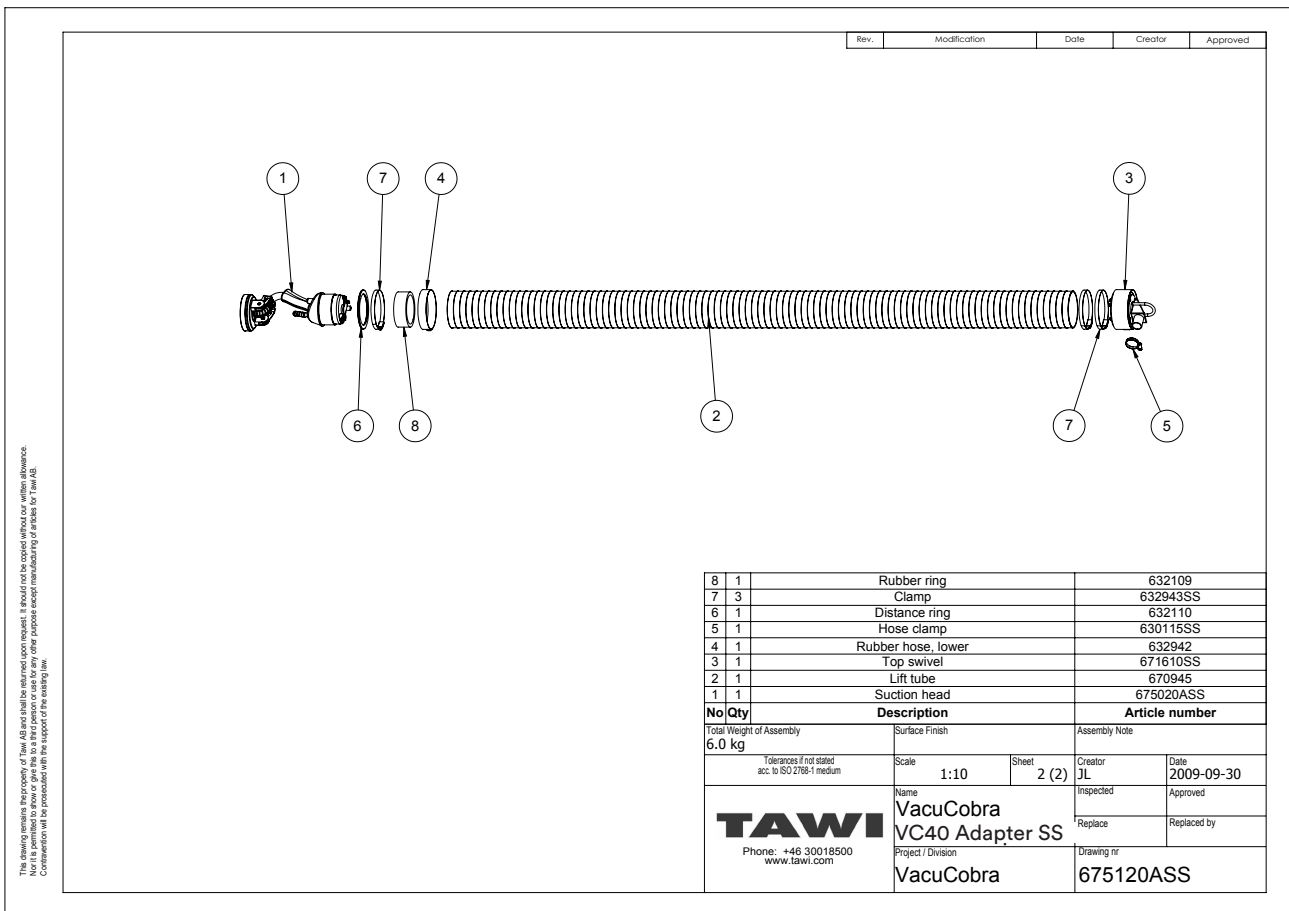 Rev. Modification Date Creator Approved
1 7 4 3
6 8 2 7 5
This drawing remains the property of Tawi AB and shall be returned upon request. It should not be copied without our written allowance.
Nor it is permitted to show or give this to a third person or use for any other purpose except manufacturing of articles for Tawi AB.
Contravention will be prosecuted with the support of the existing law.
8 1 Rubber ring 632109
7 3 Clamp 632943SS
6 1 Distance ring 632110
5 1 Hose clamp 630115SS
4 1 Rubber hose, lower 632942
3 1 Top swivel 671610SS
2 1 Lift tube 670945
1 1 Suction head 675020ASS
No Qty Description Article number
Total Weight of Assembly Surface Finish Assembly Note
6.0 kg
Tolerances if not stated
acc. to ISO 2768-1 medium
Scale Sheet Creator Date
1:10 2 (2) JL 2009-09-30
TAWI
Phone: +46 30018500
www.tawi.com
Name Inspected Approved
VacuCobra
VC40 Adapter SS
Replace Replaced by
Project / Division Drawing nr
VacuCobra 675120ASS